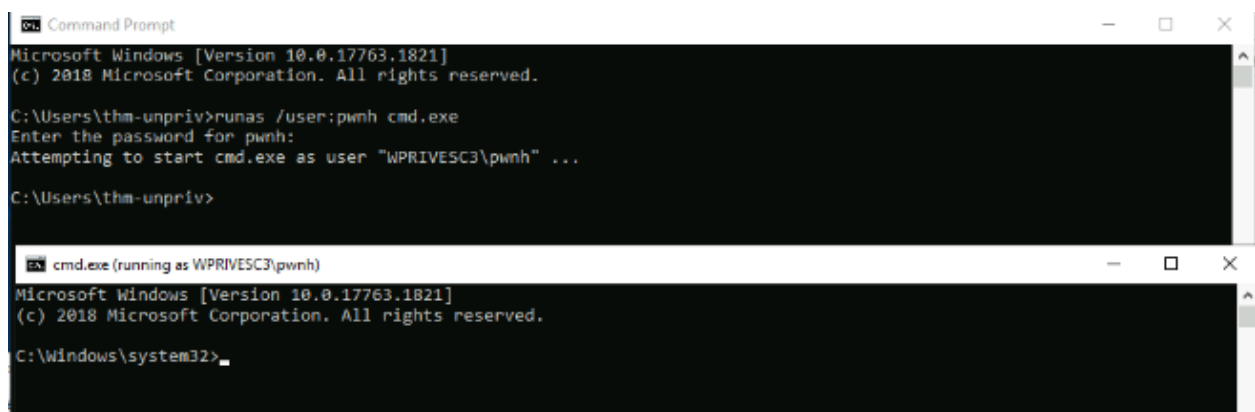 Command Prompt
Microsoft Windows [Version 10.0.17763.1821]
(c) 2018 Microsoft Corporation. All rights reserved.
C:\Users\thm-unpriv>runas /user:pwnh cmd.exe
Enter the password for pwnh:
Attempting to start cmd.exe as user "WPRIVESC3\pwnh" ...
C:\Users\thm-unpriv>
cmd.exe (running as WPRIVESC3\pwnh)
Microsoft Windows [Version 10.0.17763.1821]
(c) 2018 Microsoft Corporation. All rights reserved.
C:\Windows\system32>